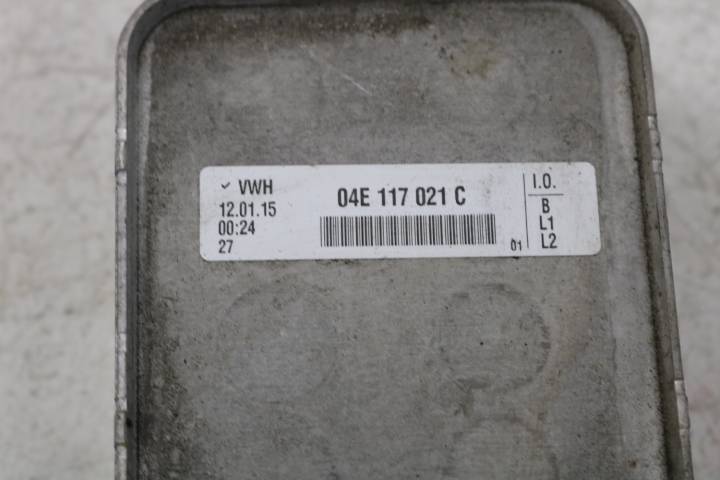 ✓ VWH
12.01.15
00:24
27
04E 117 021 C
01
I.O.
B
L1
L2